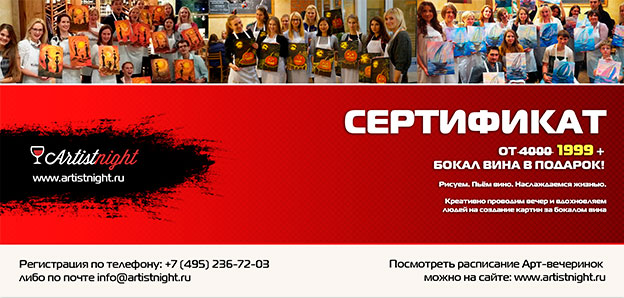 СЕРТИФИКАТ
ОТ 4000 1999 +
БОКАЛ ВИНА В ПОДАРОК!
Artistnight
www.artistnight.ru
Рисуем. Пьём вино. Наслаждаемся жизнью.
Креативно проводим вечер и вдохновляем
людей на создание картин за бокалом вина
Регистрация по телефону: +7 (495) 236-72-03
либо по почте info@artistnight.ru
Посмотреть расписание Арт-вечеринок
можно на сайте: www.artistnight.ru